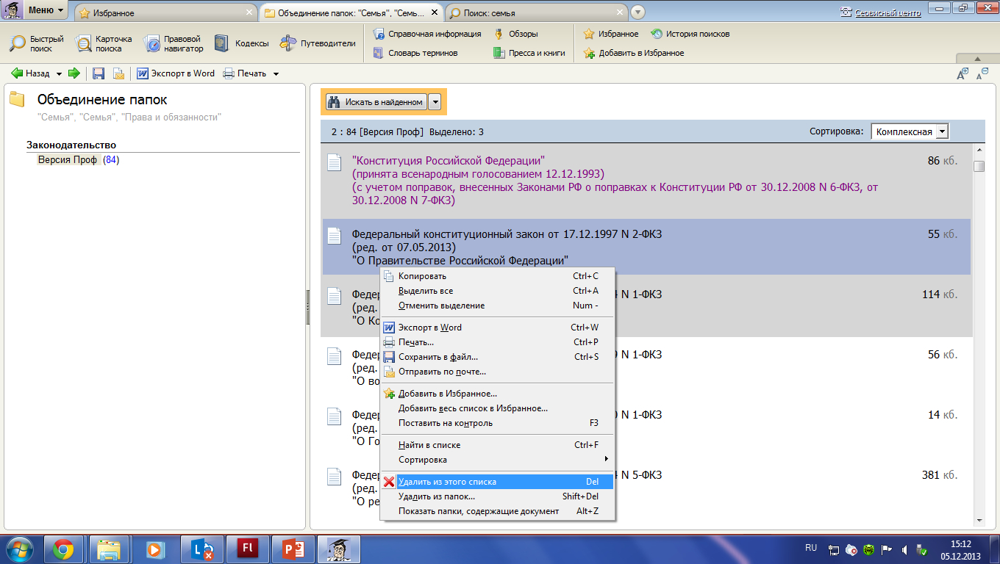 Меню
Избранное
Объединение папок: "Семья", "Семь...
Поиск: семья
Сервисный центр
Быстрый поиск
Карточка поиска
Правовой навигатор
Кодексы
Путеводители
Справочная информация
Словарь терминов
Обзоры
Пресса и книги
Избранное
История поисков
Добавить в Избранное
Назад
Экспорт в Word
Печать
Объединение папок
"Семья", "Семья", "Права и обязанности"
Законодательство
Версия Проф (84)
Искать в найденном
2 : 84 [Версия Проф] Выделено: 3
Сортировка: Комплексная
"Конституция Российской Федерации" 86 кб.
(принята всенародным голосованием 12.12.1993)
(с учетом поправок, внесенных Законами РФ о поправках к Конституции РФ от 30.12.2008 N 6-ФКЗ, от
30.12.2008 N 7-ФКЗ)
Федеральный конституционный закон от 17.12.1997 N 2-ФКЗ 55 кб.
(ред. от 07.05.2013)
"О Правительстве Российской Федерации"
Федер 4 N 1-ФКЗ 114 кб.
(ред.
"О Ко
Федер N 1-ФКЗ 56 кб.
(ред.
"О во
Федер N 1-ФКЗ 14 кб.
(ред.
"О Го
Федер 4 N 5-ФКЗ 381 кб.
(ред.
"О ре
Копировать Ctrl+C
Выделить все Ctrl+A
Отменить выделение Num -
Экспорт в Word Ctrl+W
Печать... Ctrl+P
Сохранить в файл... Ctrl+S
Отправить по почте...
Добавить в Избранное...
Добавить весь список в Избранное...
Поставить на контроль F3
Найти в списке Ctrl+F
Сортировка
Удалить из этого списка Del
Удалить из папок... Shift+Del
Показать папки, содержащие документ Alt+Z
RU
15:12
05.12.2013